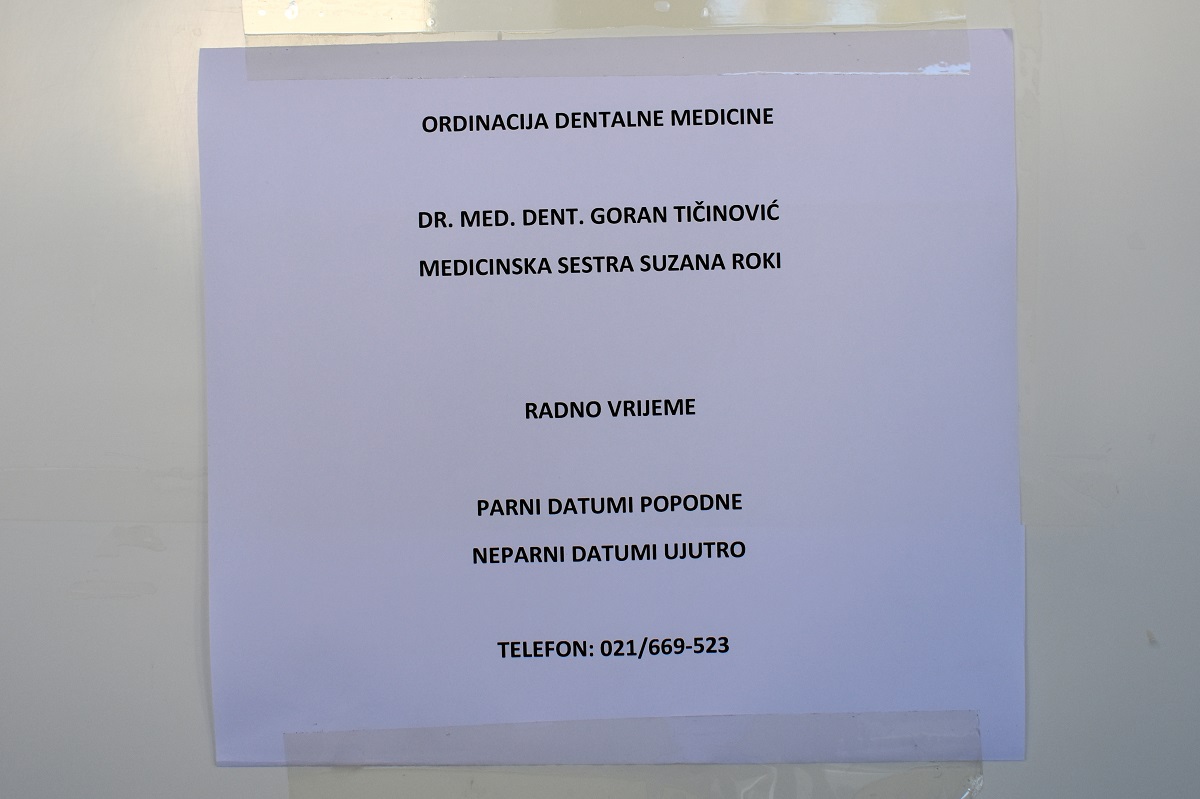 ORDINACIJA DENTALNE MEDICINE
DR. MED. DENT. GORAN TIČINOVIĆ
MEDICINSKA SESTRA SUZANA ROKI
RADNO VRIJEME
PARNI DATUMI POPODNE
NEPARNI DATUMI UJUTRO
TELEFON: 021/669-523